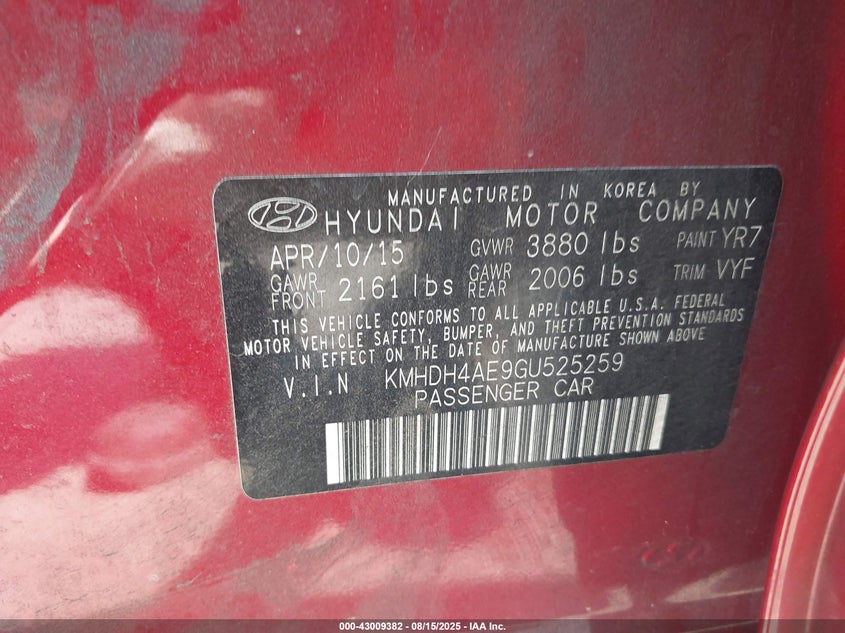 MANUFACTURED IN KOREA BY
HYUNDAI MOTOR COMPANY
APR/10/15 GVWR 3880 lbs PAINT YR7
GAWR FRONT 2161 lbs GAWR REAR 2006 lbs TRIM VYF
THIS VEHICLE CONFORMS TO ALL APPLICABLE U.S.A. FEDERAL
MOTOR VEHICLE SAFETY, BUMPER, AND THEFT PREVENTION STANDARDS
IN EFFECT ON THE DATE OF MANUFACTURE SHOWN ABOVE
V.I.N KMHDH4AE9GU525259
PASSENGER CAR
000-43009382 - 08/15/2025 - IAA Inc.